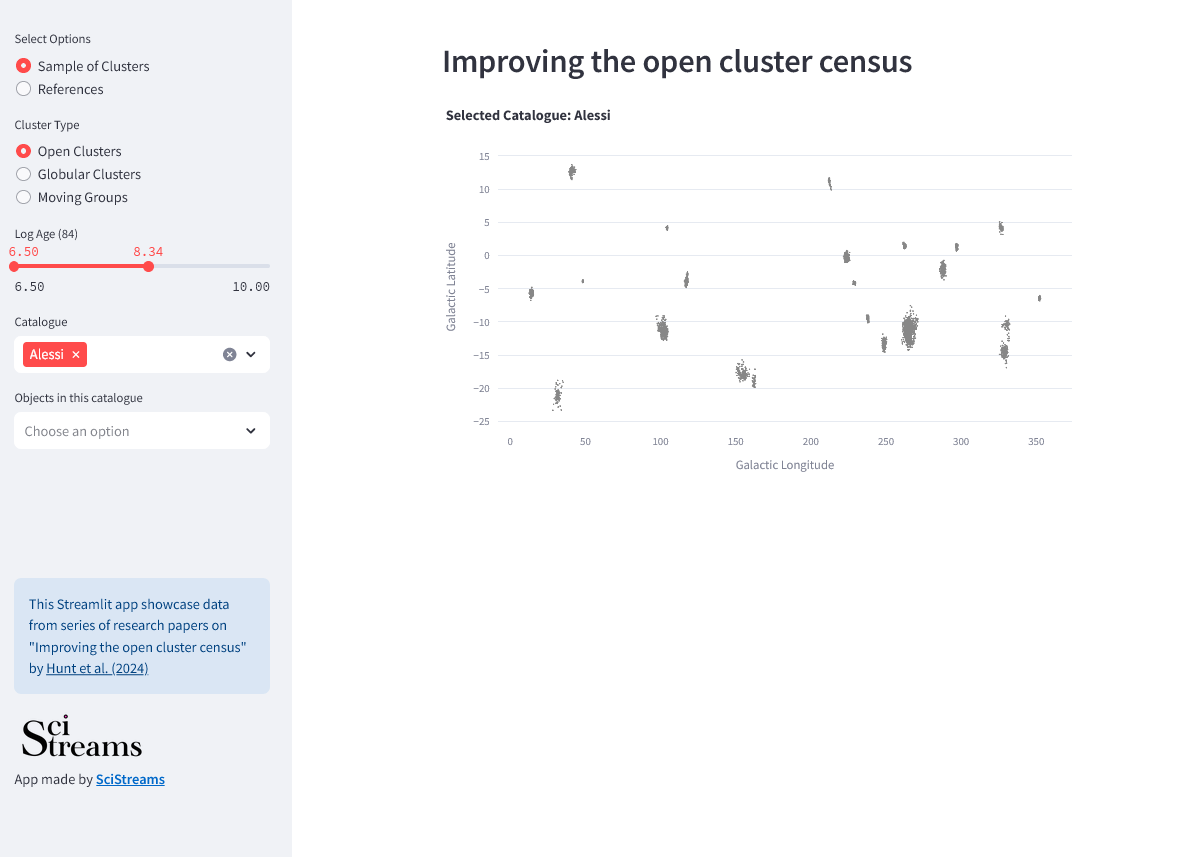 Select Options
Sample of Clusters
References
Cluster Type
Open Clusters
Globular Clusters
Moving Groups
Log Age (84)
6.50 8.34
6.50 10.00
Catalogue
Alessi
Objects in this catalogue
Choose an option
This Streamlit app showcase data
from series of research papers on
"Improving the open cluster census"
by Hunt et al. (2024)
Sci
Streams
App made by SciStreams
Improving the open cluster census
Selected Catalogue: Alessi
15
10
5
0
−5
−10
−15
−20
−25
Galactic Latitude
0 50 100 150 200 250 300 350
Galactic Longitude